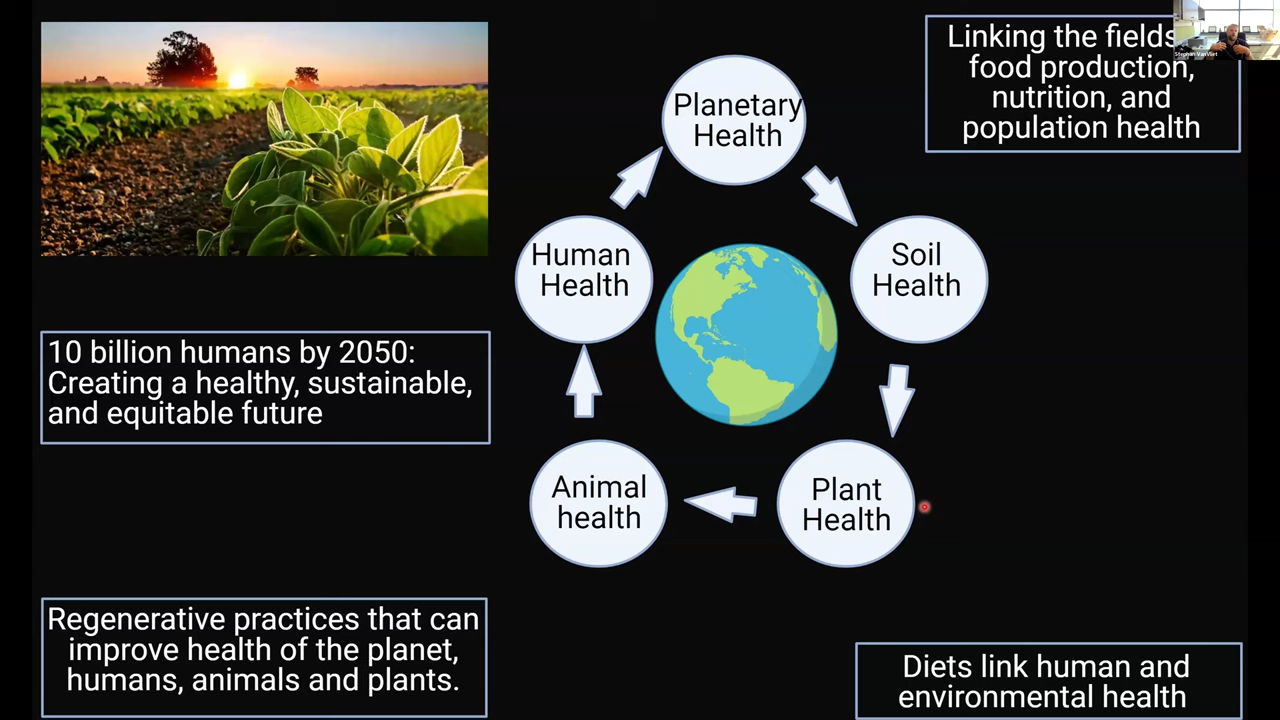 Linking the fields
food production,
nutrition, and
population health
Stephan VanVliet
Planetary
Health
Human
Health
Soil
Health
10 billion humans by 2050:
Creating a healthy, sustainable,
and equitable future
Animal
health
Plant
Health
Regenerative practices that can
improve health of the planet,
humans, animals and plants.
Diets link human and
environmental health